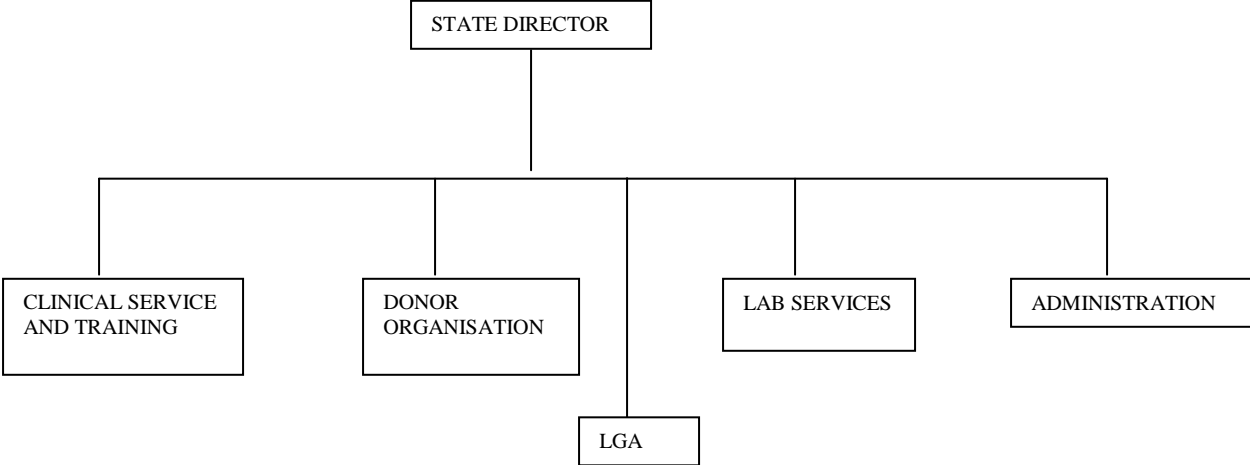 STATE DIRECTOR
CLINICAL SERVICE
AND TRAINING
DONOR
ORGANISATION
LAB SERVICES
ADMINISTRATION
LGA